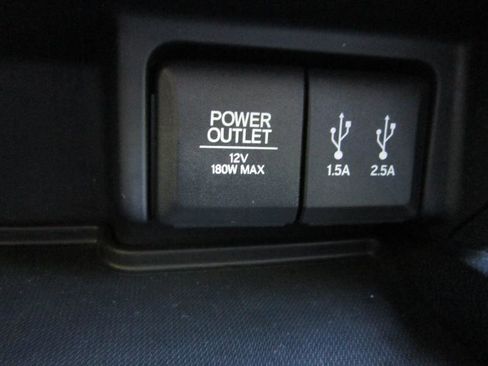 POWER
OUTLET
12V
180W MAX
1.5A 2.5A